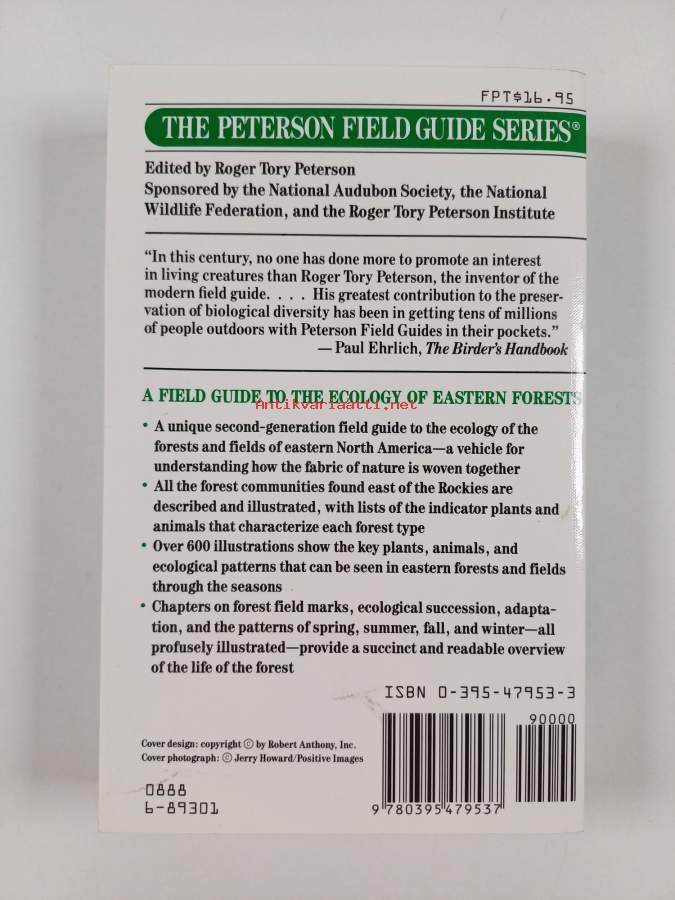 FPT$16.95
THE PETERSON FIELD GUIDE SERIES®
Edited by Roger Tory Peterson
Sponsored by the National Audubon Society, the National
Wildlife Federation, and the Roger Tory Peterson Institute
“In this century, no one has done more to promote an interest
in living creatures than Roger Tory Peterson, the inventor of the
modern field guide. . . . His greatest contribution to the preser-
vation of biological diversity has been in getting tens of millions
of people outdoors with Peterson Field Guides in their pockets.”
— Paul Ehrlich, The Birder's Handbook
A FIELD GUIDE TO THE ECOLOGY OF EASTERN FORESTS
Antikvariaatti.net
• A unique second-generation field guide to the ecology of the
forests and fields of eastern North America—a vehicle for
understanding how the fabric of nature is woven together
• All the forest communities found east of the Rockies are
described and illustrated, with lists of the indicator plants and
animals that characterize each forest type
• Over 600 illustrations show the key plants, animals, and
ecological patterns that can be seen in eastern forests and fields
through the seasons
• Chapters on forest field marks, ecological succession, adapta-
tion, and the patterns of spring, summer, fall, and winter—all
profusely illustrated—provide a succinct and readable overview
of the life of the forest
ISBN 0-395-47953-3
90000
Cover design: copyright © by Robert Anthony, Inc.
Cover photograph: © Jerry Howard/Positive Images
0888
6-89301
9 780395 479537